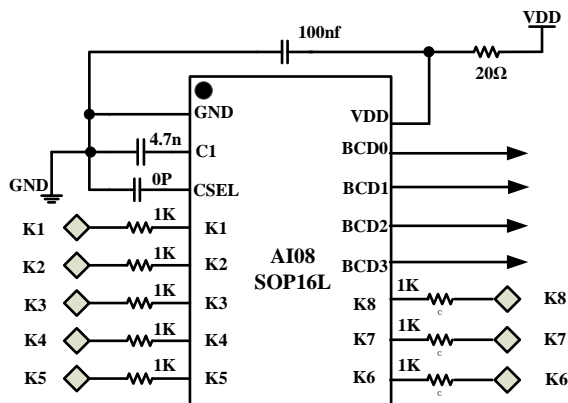 VDD
100nf
20Ω
GND
VDD
4.7n
C1
BCD0
GND
0P
CSEL
BCD1
K1
1K
K1
BCD2
K2
1K
K2
AI08
SOP16L
BCD3
K3
1K
K3
K8
1K
c
K8
K4
1K
K4
K7
1K
c
K7
K5
1K
K5
K6
1K
c
K6